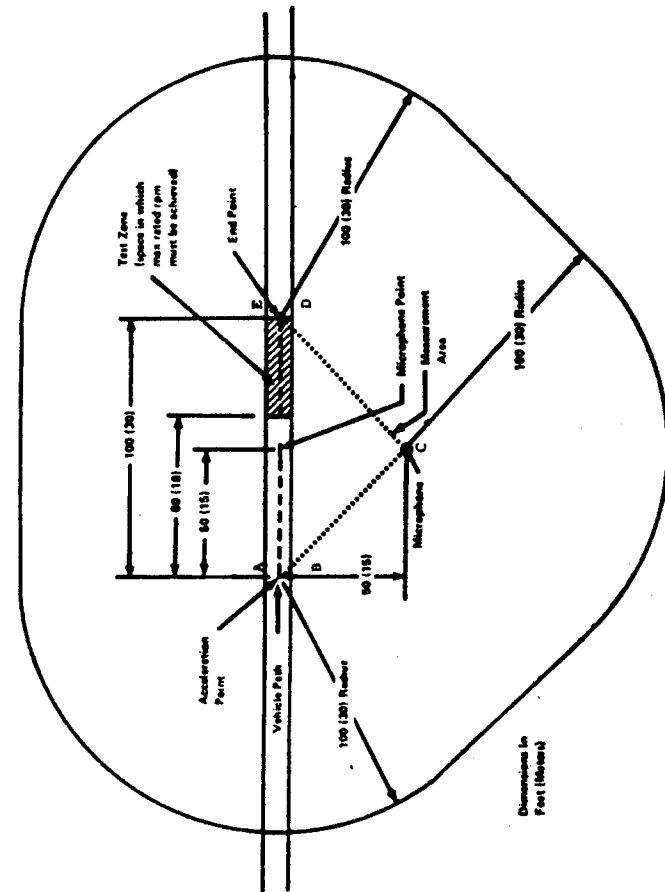 Test Zone
(space in which
max rated rpm
must be achieved)
End Point
E
D
100 (30)
60 (18)
50 (15)
A
B
Acceleration
Point
Vehicle Path
Microphone Point
Measurement
Area
C
Microphone
50 (15)
100 (30) Radius
100 (30) Radius
100 (30) Radius
Dimensions in
Feet (Meters)